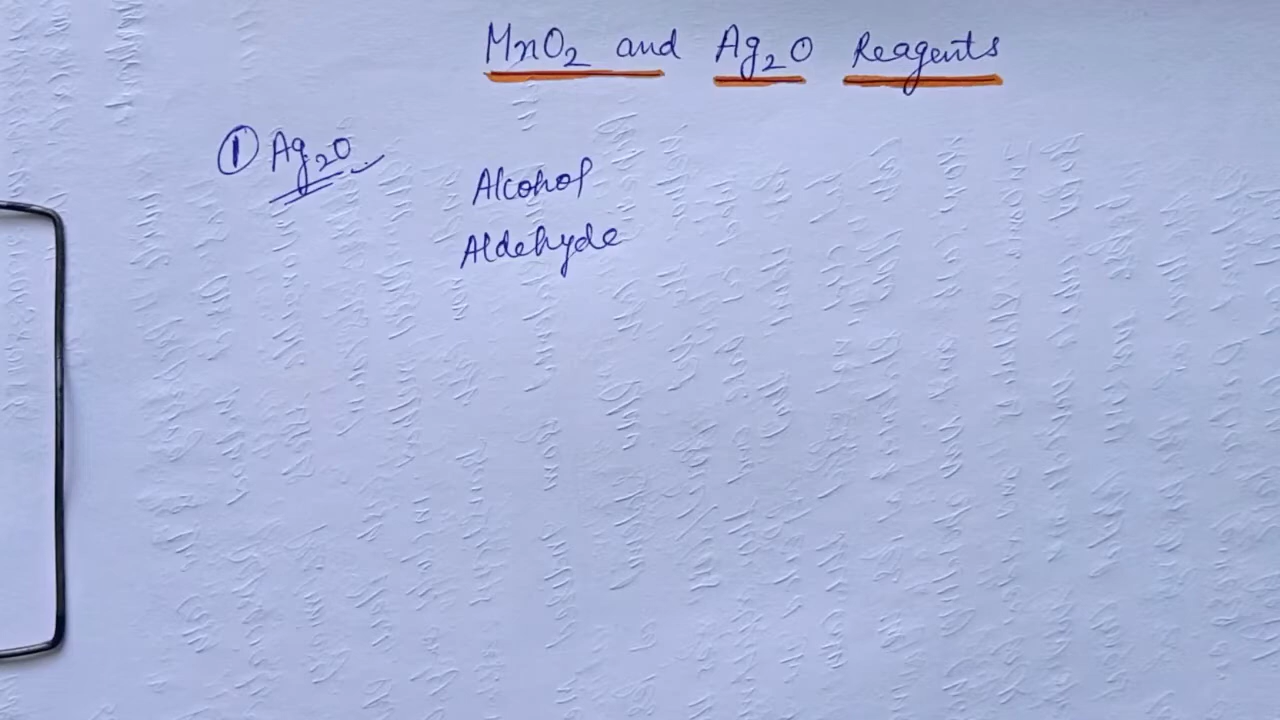 MnO₂ and Ag₂O Reagents
① Ag₂O
Alcohol
Aldehyde